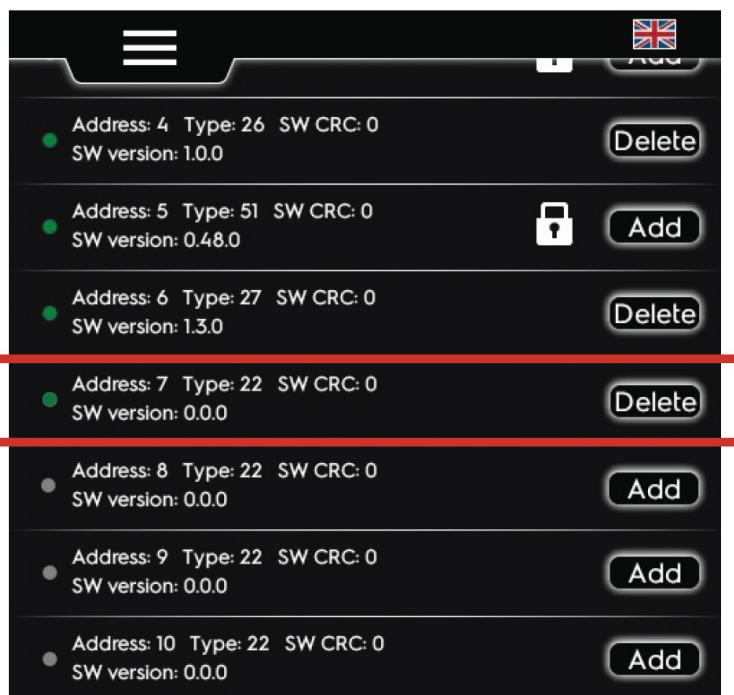 Add
Address: 4 Type: 26 SW CRC: 0
SW version: 1.0.0
Delete
Address: 5 Type: 51 SW CRC: 0
SW version: 0.48.0
Add
Address: 6 Type: 27 SW CRC: 0
SW version: 1.3.0
Delete
Address: 7 Type: 22 SW CRC: 0
SW version: 0.0.0
Delete
Address: 8 Type: 22 SW CRC: 0
SW version: 0.0.0
Add
Address: 9 Type: 22 SW CRC: 0
SW version: 0.0.0
Add
Address: 10 Type: 22 SW CRC: 0
SW version: 0.0.0
Add